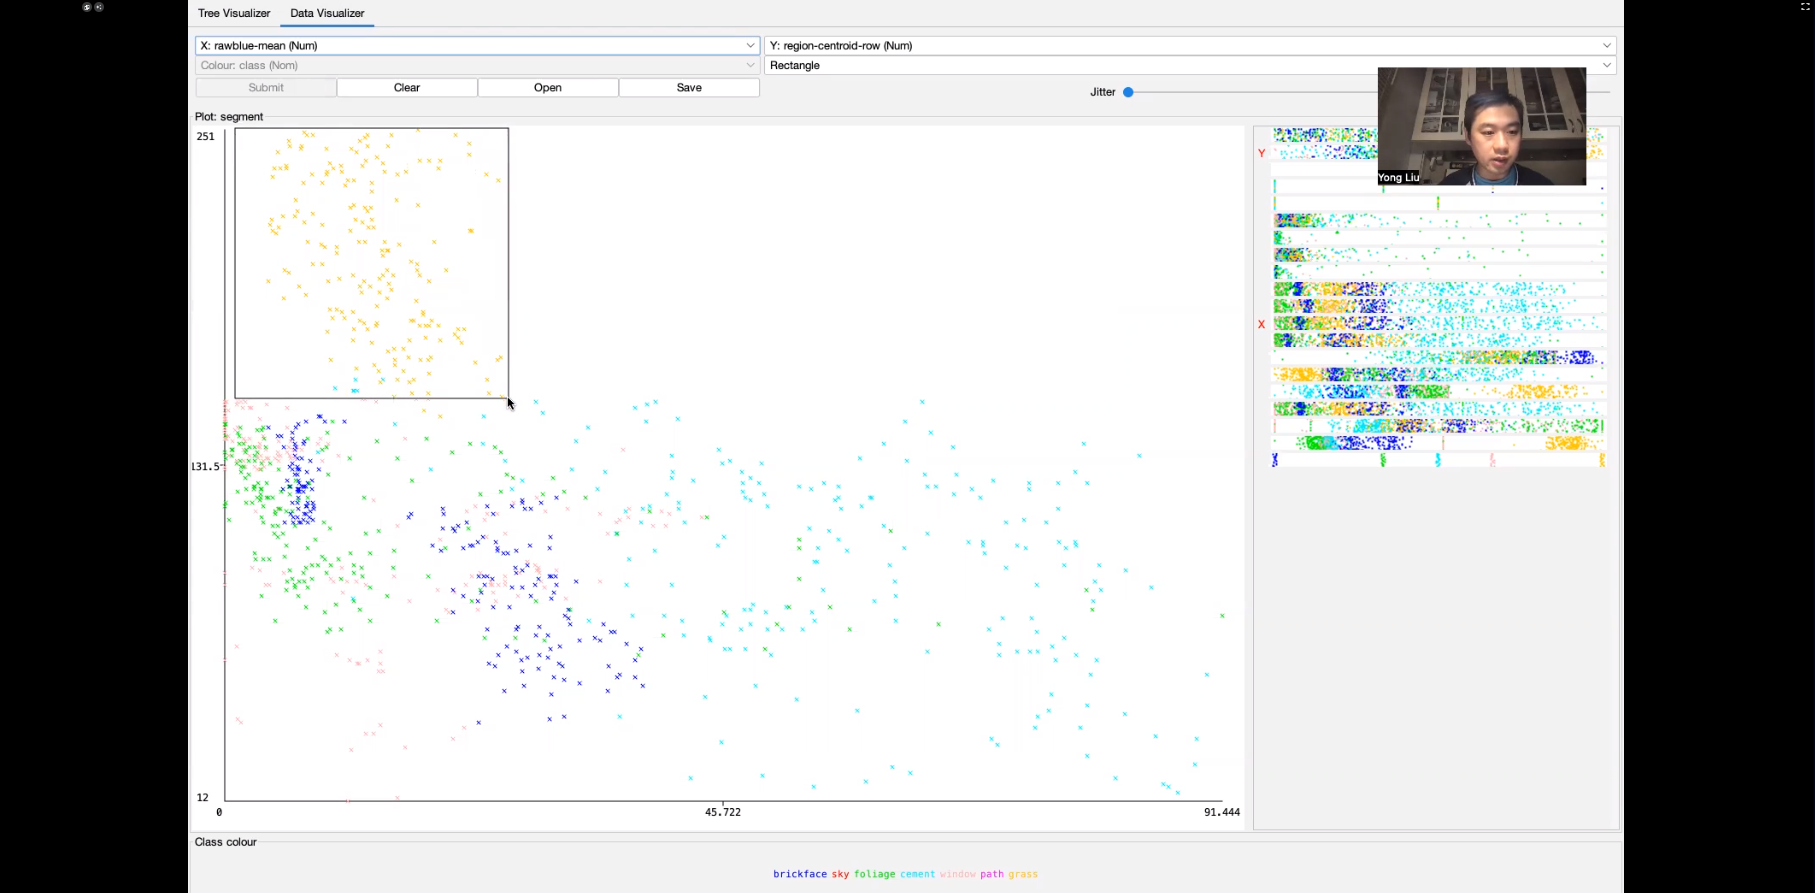 Tree Visualizer Data Visualizer
X: rawblue-mean (Num) Y: region-centroid-row (Num)
Colour: class (Nom) Rectangle
Submit Clear Open Save Jitter
Plot: segment
251
131.5
12
0 45.722 91.444
Y
X
Yong Liu
Class colour
brickface sky foliage cement window path grass